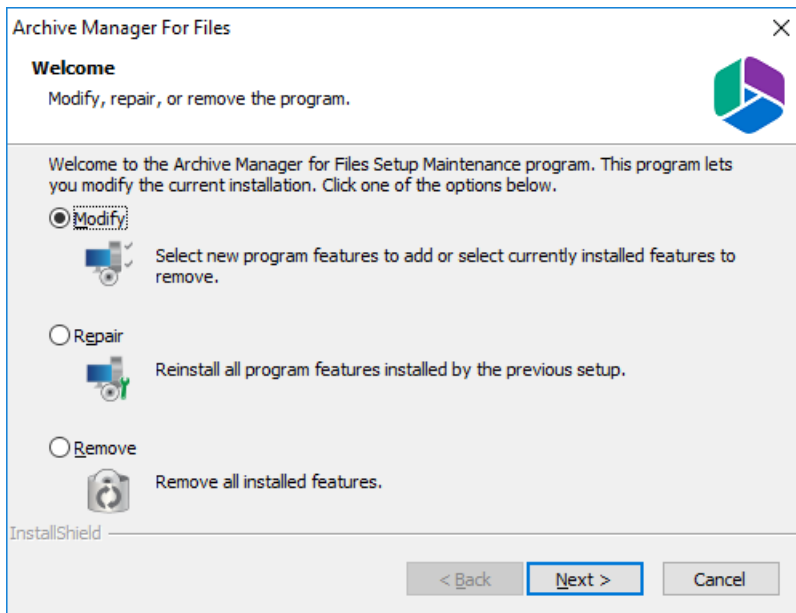 Archive Manager For Files
Welcome
Modify, repair, or remove the program.
Welcome to the Archive Manager for Files Setup Maintenance program. This program lets
you modify the current installation. Click one of the options below.
Modify
Select new program features to add or select currently installed features to
remove.
Repair
Reinstall all program features installed by the previous setup.
Remove
Remove all installed features.
InstallShield
< Back
Next >
Cancel